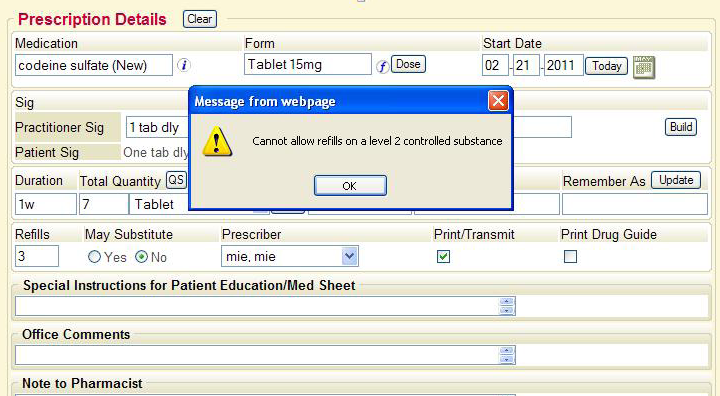 Prescription Details Clear
Medication Form Start Date
codeine sulfate (New) i Tablet 15mg f Dose 02 - 21 - 2011 Today
Sig
Message from webpage
Practitioner Sig 1 tab dly Build
Cannot allow refills on a level 2 controlled substance
Patient Sig One tab dly
OK
Duration Total Quantity QS Remember As Update
1w 7 Tablet
Refills May Substitute Prescriber Print/Transmit Print Drug Guide
3 Yes No mie, mie
Special Instructions for Patient Education/Med Sheet
Office Comments
Note to Pharmacist